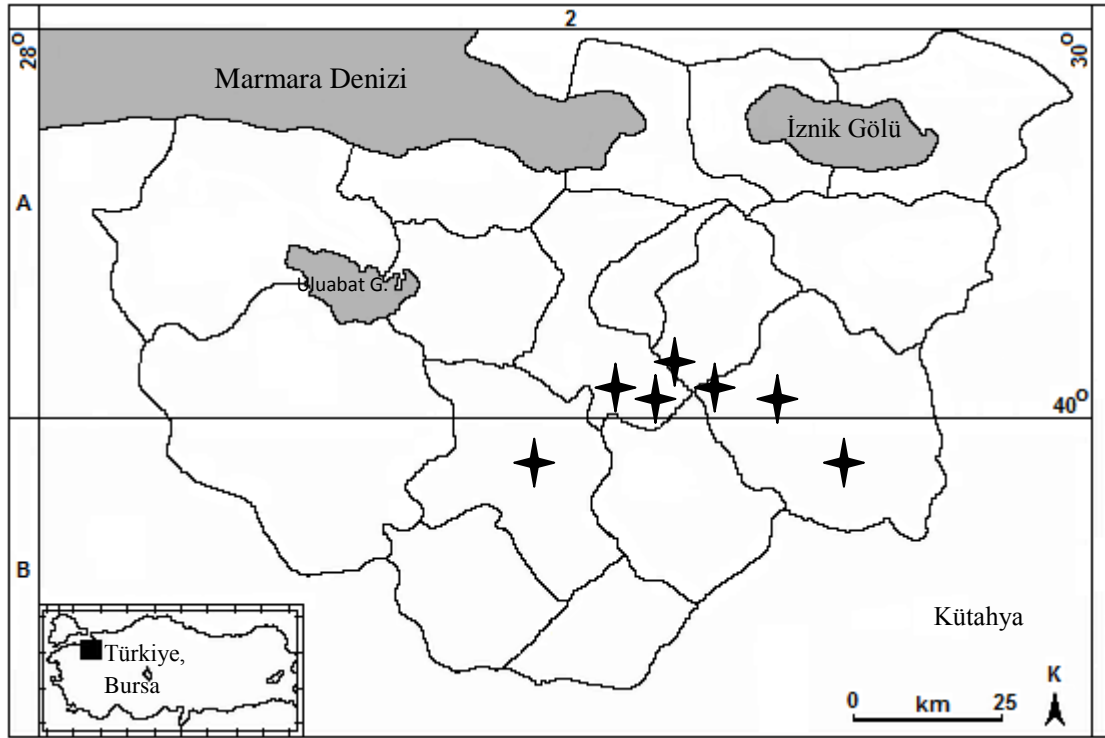 2
28°
30°
Marmara Denizi
İznik Gölü
A
Uluabat G.
40°
B
Kütahya
Türkiye,
Bursa
K
0 km 25